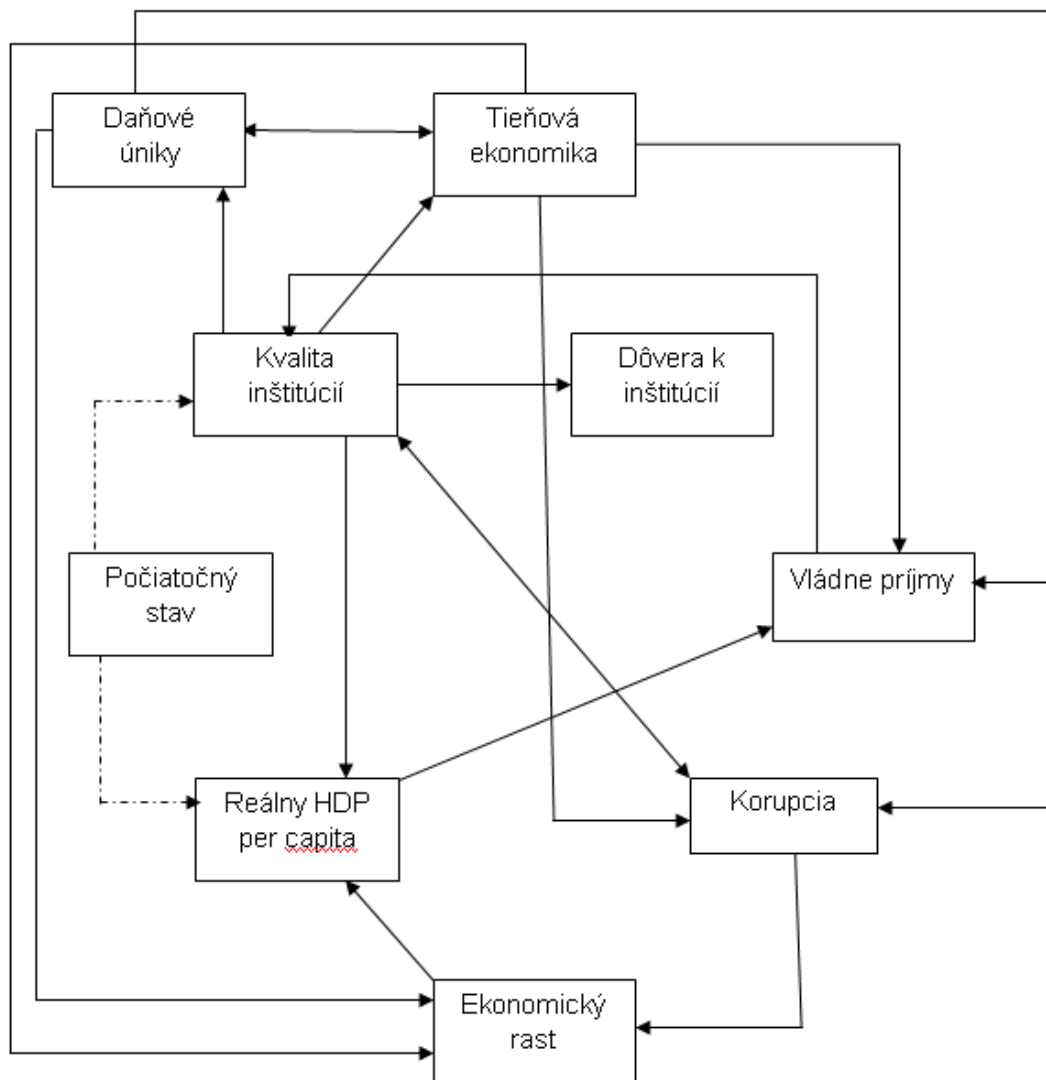 Daňové
úniky
Tieňová
ekonomika
Kvalita
inštitúcií
Dôvera k
inštitúcií
Počiatočný
stav
Vládne príjmy
Reálny HDP
per capita
Korupcia
Ekonomický
rast